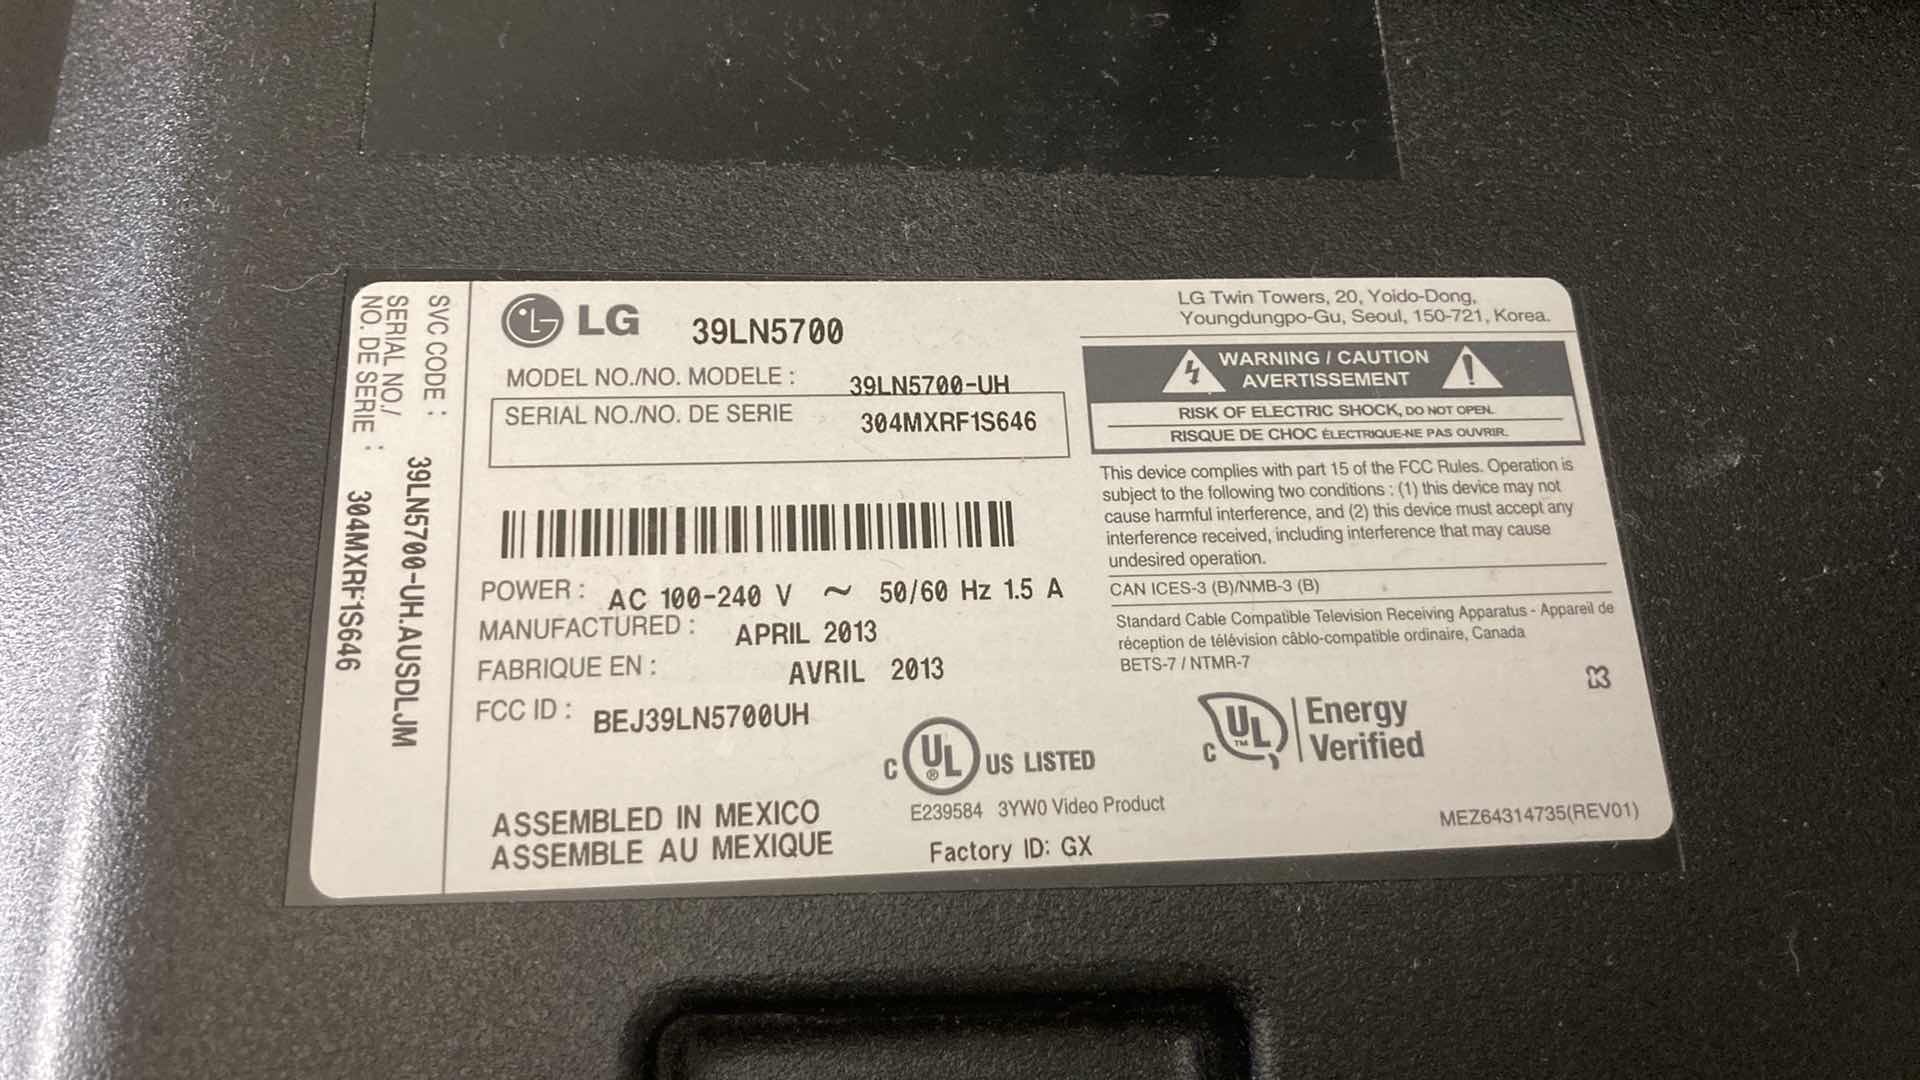 SVC CODE : 39LN5700-UH.AUSDLJM
SERIAL NO./
NO. DE SERIE : 304MXRF1S646
LG 39LN5700
MODEL NO./NO. MODELE : 39LN5700-UH
SERIAL NO./NO. DE SERIE 304MXRF1S646
POWER : AC 100-240 V ~ 50/60 Hz 1.5 A
MANUFACTURED : APRIL 2013
FABRIQUE EN : AVRIL 2013
FCC ID : BEJ39LN5700UH
ASSEMBLED IN MEXICO
ASSEMBLE AU MEXIQUE
C UL ® US LISTED
E239584 3YW0 Video Product
Factory ID: GX
LG Twin Towers, 20, Yoido-Dong,
Youngdungpo-Gu, Seoul, 150-721, Korea.
WARNING / CAUTION
AVERTISSEMENT
RISK OF ELECTRIC SHOCK, DO NOT OPEN.
RISQUE DE CHOC ÉLECTRIQUE-NE PAS OUVRIR.
This device complies with part 15 of the FCC Rules. Operation is
subject to the following two conditions : (1) this device may not
cause harmful interference, and (2) this device must accept any
interference received, including interference that may cause
undesired operation.
CAN ICES-3 (B)/NMB-3 (B)
Standard Cable Compatible Television Receiving Apparatus - Appareil de
réception de télévision câblo-compatible ordinaire, Canada
BETS-7 / NTMR-7
C UL ™ Energy
Verified
MEZ64314735(REV01)